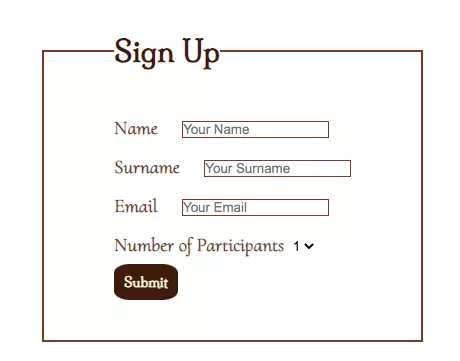 Sign Up
Name Your Name
Surname Your Surname
Email Your Email
Number of Participants 1
Submit